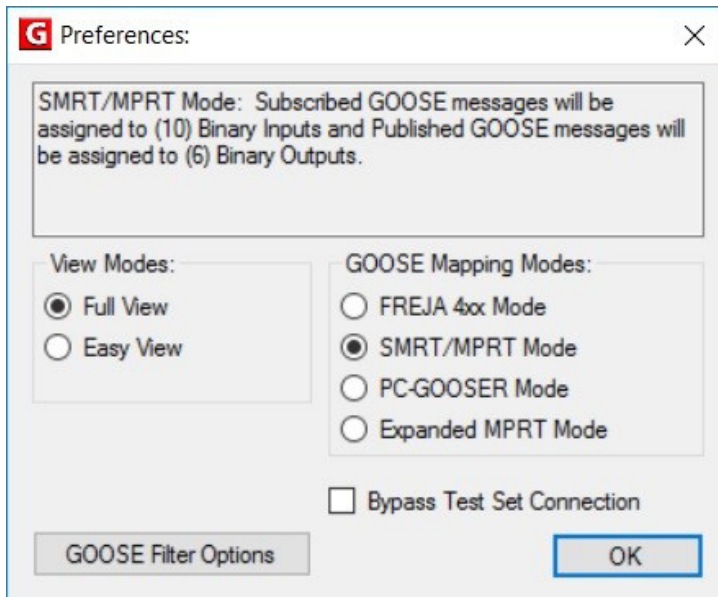 G Preferences:
SMRT/MPRT Mode:  Subscribed GOOSE messages will be
assigned to (10) Binary Inputs and Published GOOSE messages will
be assigned to (6) Binary Outputs.
View Modes:
Full View
Easy View
GOOSE Mapping Modes:
FREJA 4xx Mode
SMRT/MPRT Mode
PC-GOOSER Mode
Expanded MPRT Mode
Bypass Test Set Connection
GOOSE Filter Options
OK